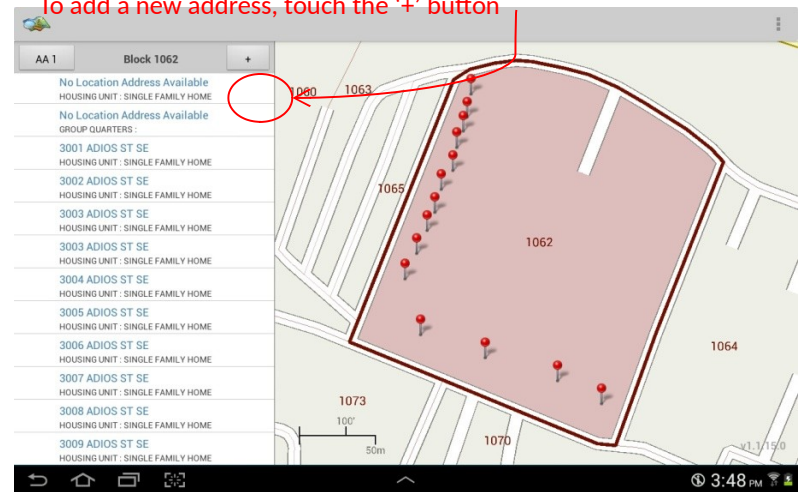 To add a new address, touch the ‘+’ button
AA 1 Block 1062 +
No Location Address Available
HOUSING UNIT : SINGLE FAMILY HOME
No Location Address Available
GROUP QUARTERS :
3001 ADIOS ST SE
HOUSING UNIT : SINGLE FAMILY HOME
3002 ADIOS ST SE
HOUSING UNIT : SINGLE FAMILY HOME
3003 ADIOS ST SE
HOUSING UNIT : SINGLE FAMILY HOME
3003 ADIOS ST SE
HOUSING UNIT : SINGLE FAMILY HOME
3004 ADIOS ST SE
HOUSING UNIT : SINGLE FAMILY HOME
3005 ADIOS ST SE
HOUSING UNIT : SINGLE FAMILY HOME
3006 ADIOS ST SE
HOUSING UNIT : SINGLE FAMILY HOME
3007 ADIOS ST SE
HOUSING UNIT : SINGLE FAMILY HOME
3008 ADIOS ST SE
HOUSING UNIT : SINGLE FAMILY HOME
3009 ADIOS ST SE
HOUSING UNIT : SINGLE FAMILY HOME
1060
1063
1065
1062
1064
1073
100'
50m
1070
v1.1.15.0
3:48 PM